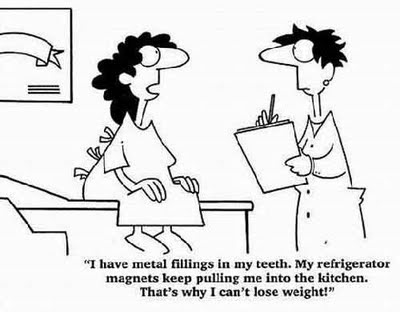 "I have metal fillings in my teeth. My refrigerator
magnets keep pulling me into the kitchen.
That's why I can't lose weight!"